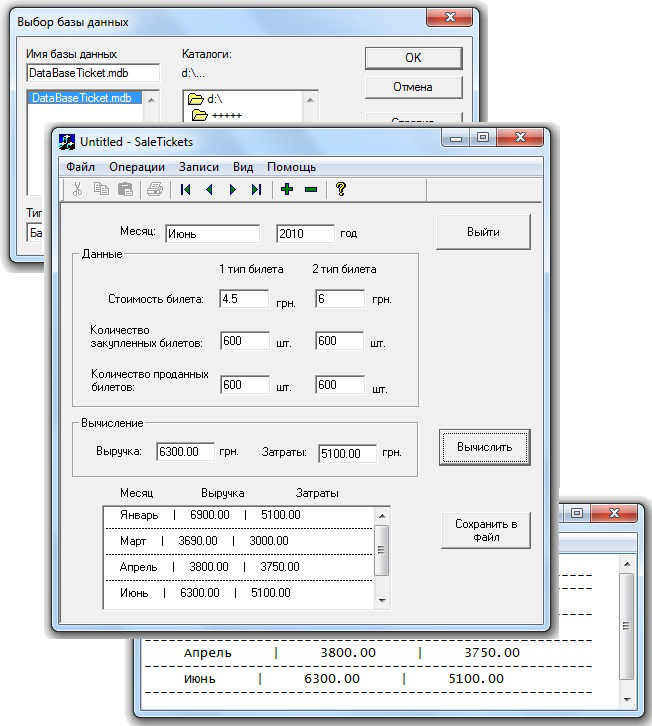 Выбор базы данных
Имя базы данных
Каталоги:
OK
DataBaseTicket.mdb
d:\...
Отмена
DataBaseTicket.mdb
d:\
+++++
Untitled - SaleTickets
Файл Операции Записи Вид Помощь
Тип
Ба
Месяц: Июнь 2010 год
Выйти
Данные
1 тип билета 2 тип билета
Стоимость билета: 4.5 грн. 6 грн.
Количество
закупленных билетов: 600 шт. 600 шт.
Количество проданных
билетов: 600 шт. 600 шт.
Вычисление
Выручка: 6300.00 грн. Затраты: 5100.00 грн.
Вычислить
Месяц Выручка Затраты
Январь | 6900.00 | 5100.00
Март | 3690.00 | 3000.00
Апрель | 3800.00 | 3750.00
Июнь | 6300.00 | 5100.00
Сохранить в
файл
Апрель | 3800.00 | 3750.00
Июнь | 6300.00 | 5100.00